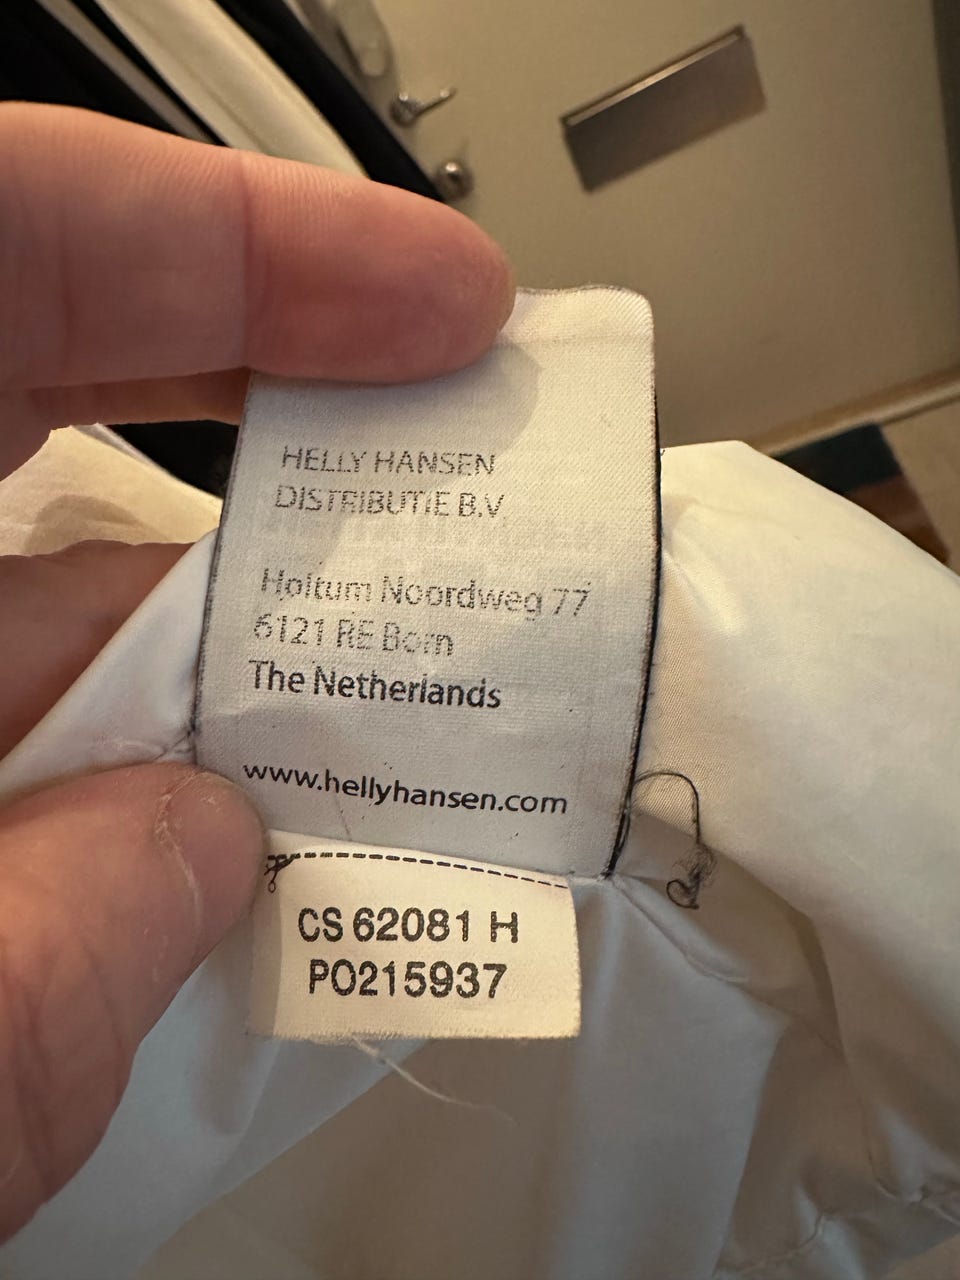 HELLY HANSEN
DISTRIBUTIE B.V
Holtum Noordweg 77
6121 RE Born
The Netherlands
www.hellyhansen.com
CS 62081 H
PO215937